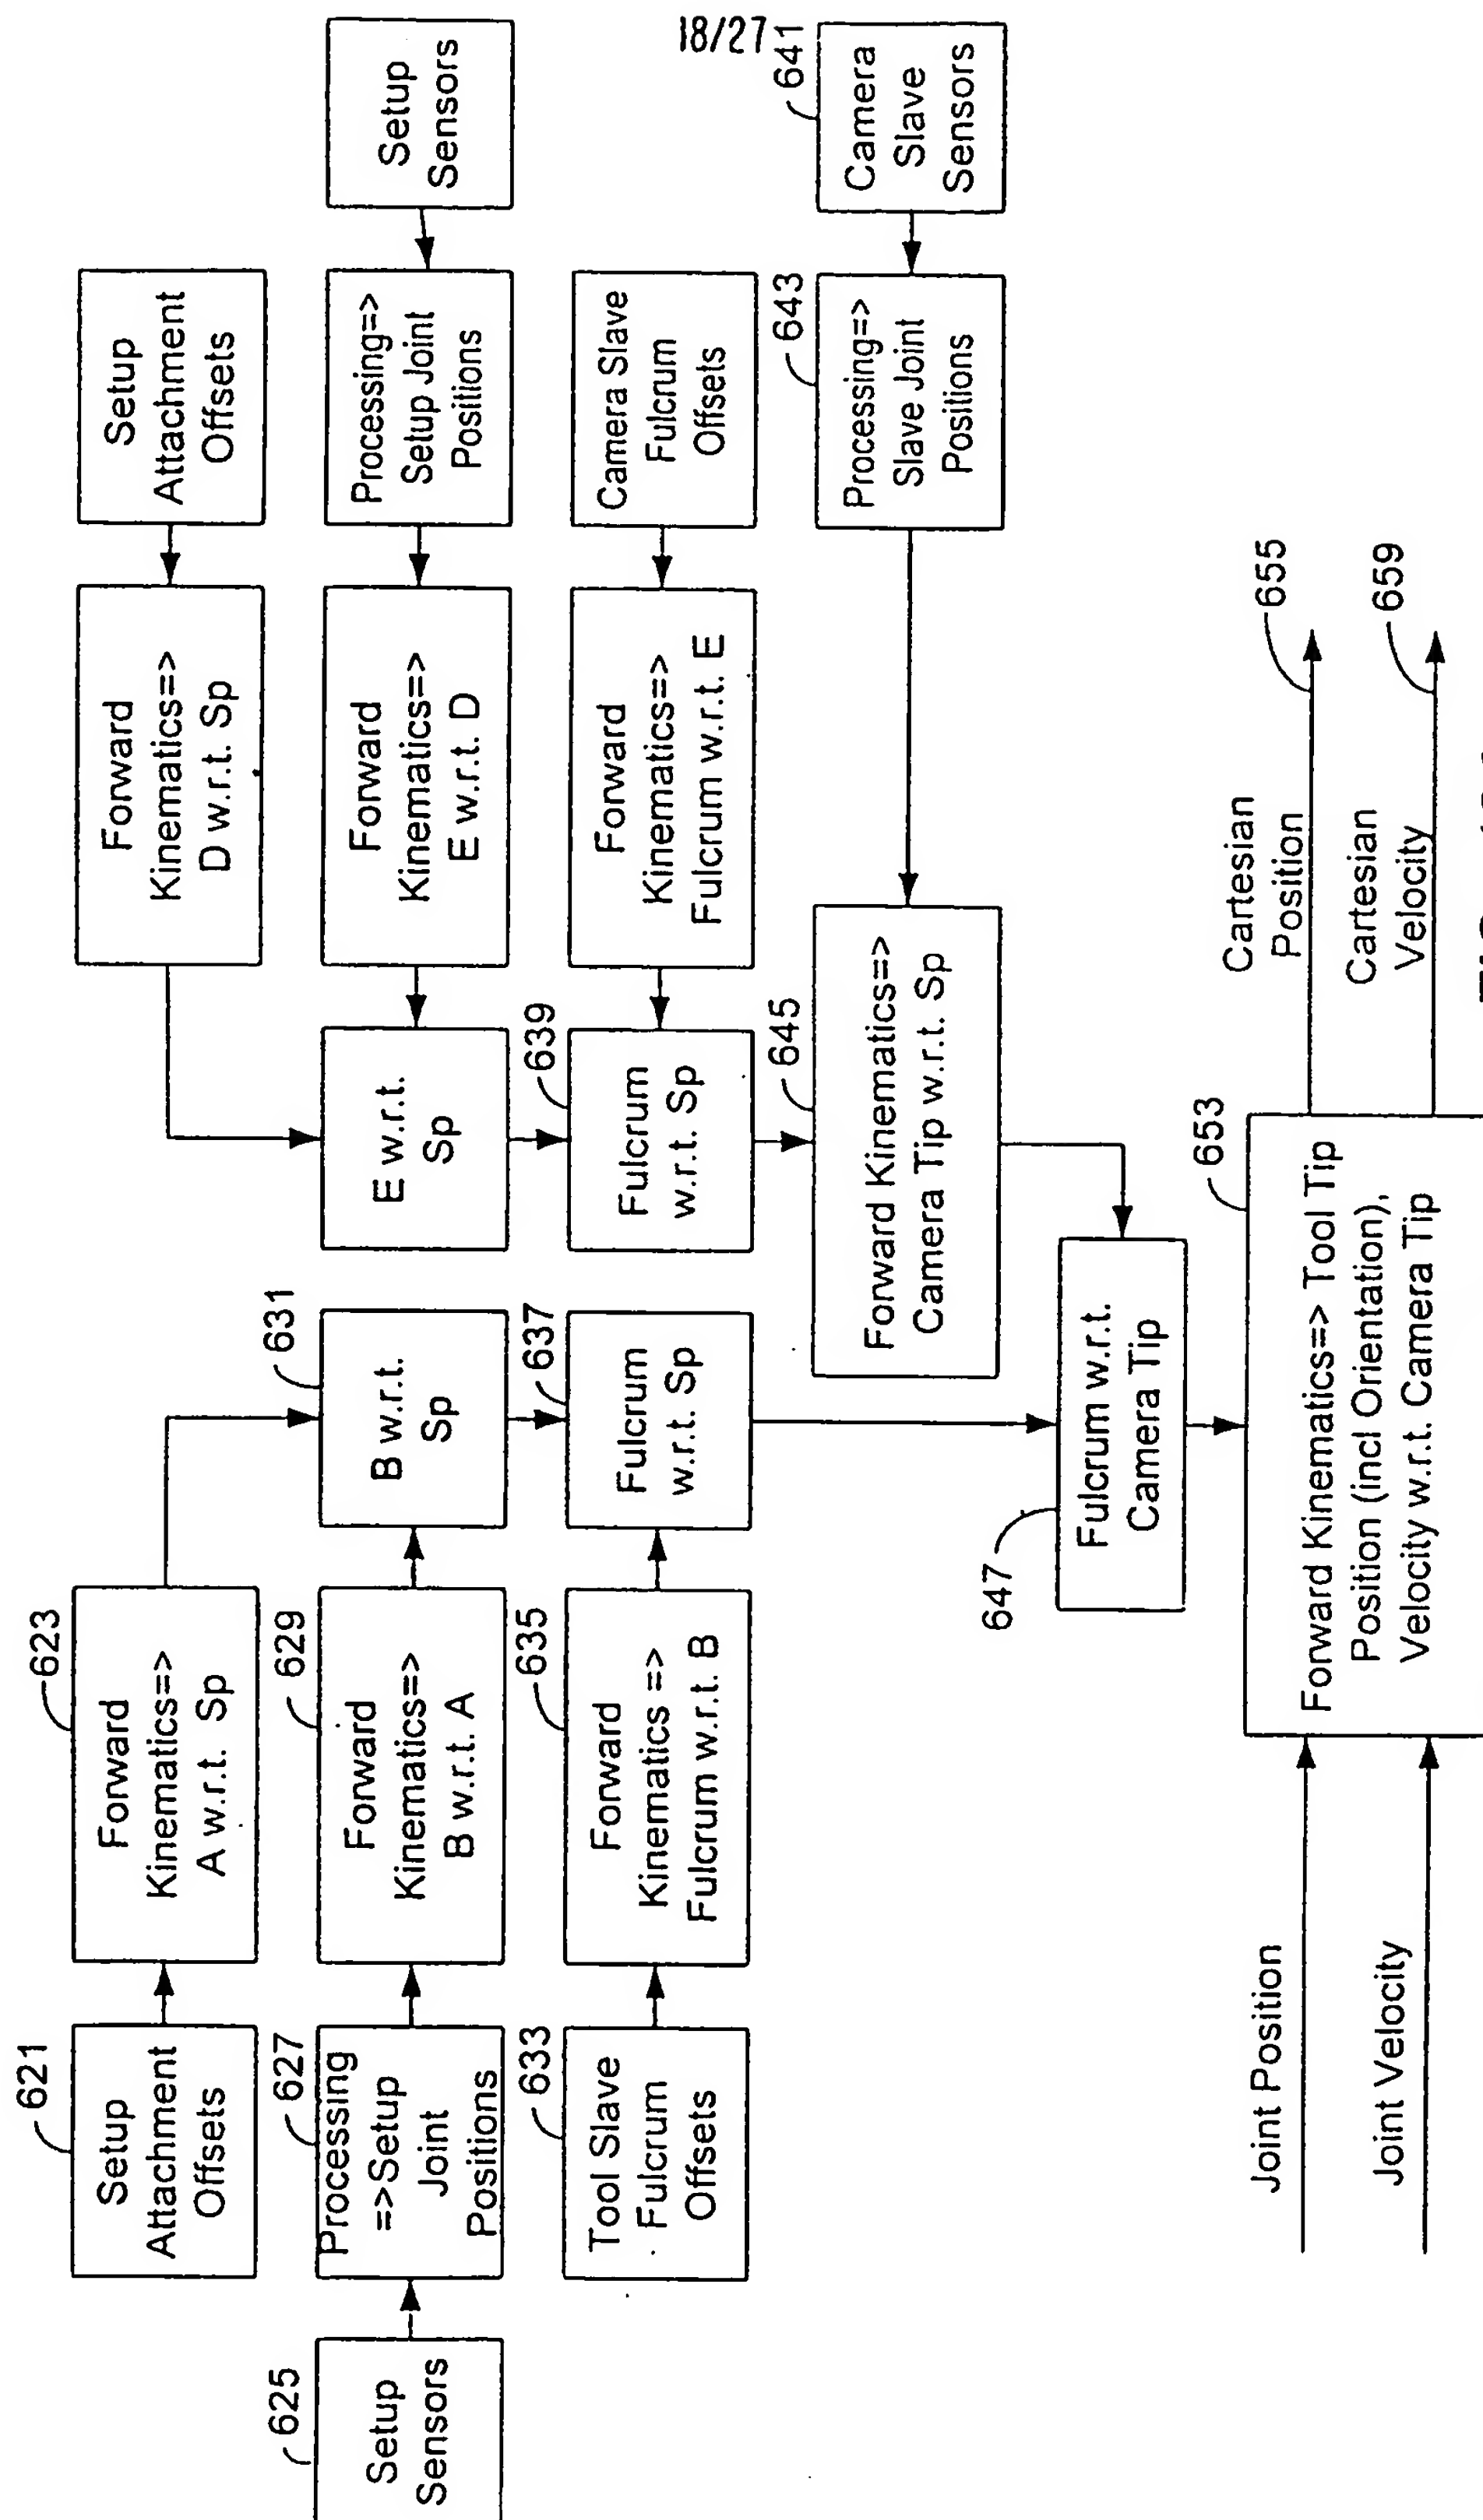 18/27
621
Setup
Attachment
Offsets
623
Forward
Kinematics=>
A w.r.t. Sp
Forward
Kinematics=>
D w.r.t. Sp
Setup
Attachment
Offsets
625
Setup
Sensors
627
Processing
=>Setup
Joint
Positions
629
Forward
Kinematics=>
B w.r.t. A
631
B w.r.t.
Sp
E w.r.t.
Sp
Forward
Kinematics=>
E w.r.t. D
Processing=>
Setup Joint
Positions
Setup
Sensors
633
Tool Slave
Fulcrum
Offsets
635
Forward
Kinematics =>
Fulcrum w.r.t. B
637
Fulcrum
w.r.t. Sp
639
Fulcrum
w.r.t. Sp
Forward
Kinematics=>
Fulcrum w.r.t. E
Camera Slave
Fulcrum
Offsets
645
Forward Kinematics=>
Camera Tip w.r.t. Sp
643
Processing=>
Slave Joint
Positions
641
Camera
Slave
Sensors
647
Fulcrum w.r.t.
Camera Tip
Joint Position
Joint Velocity
653
Forward Kinematics=> Tool Tip
Position (incl Orientation),
Velocity w.r.t. Camera Tip
Cartesian
Position
655
Cartesian
Velocity
659